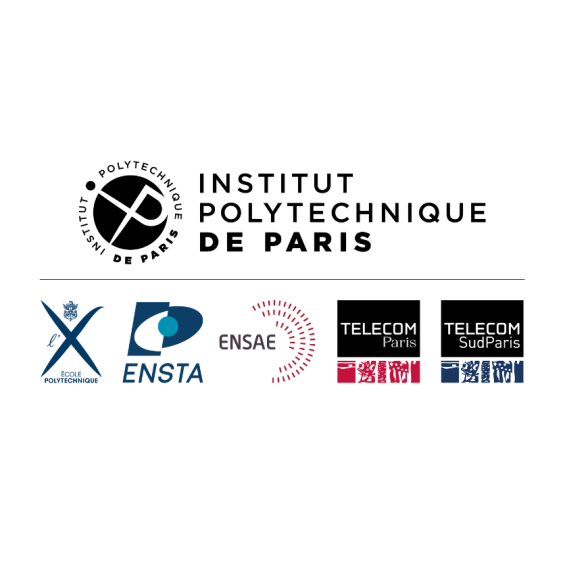 INSTITUT POLYTECHNIQUE DE PARIS
INSTITUT
POLYTECHNIQUE
DE PARIS
l'X
ÉCOLE
POLYTECHNIQUE
ENSTA
ENSAE
TELECOM
Paris
TELECOM
SudParis